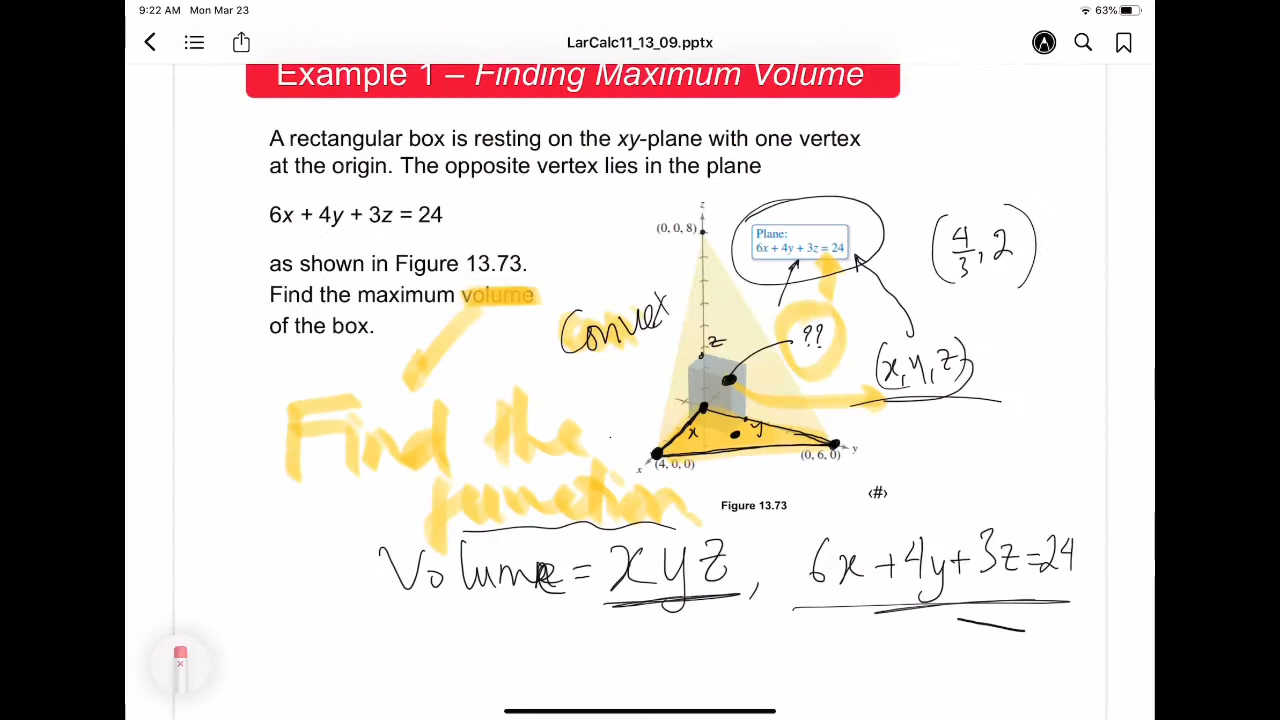 9:22 AM Mon Mar 23
63%
LarCalc11_13_09.pptx
Example 1 – Finding Maximum Volume
A rectangular box is resting on the xy-plane with one vertex
at the origin. The opposite vertex lies in the plane
6x + 4y + 3z = 24
as shown in Figure 13.73.
Find the maximum volume
of the box.
z
(0, 0, 8)
Plane:
6x + 4y + 3z = 24
(4/3, 2)
Convex
z
??
(x, y, z)
x
y
x
(4, 0, 0)
(0, 6, 0)
y
Find the
function
Figure 13.73
‹#›
Volume = xyz, 6x+4y+3z=24